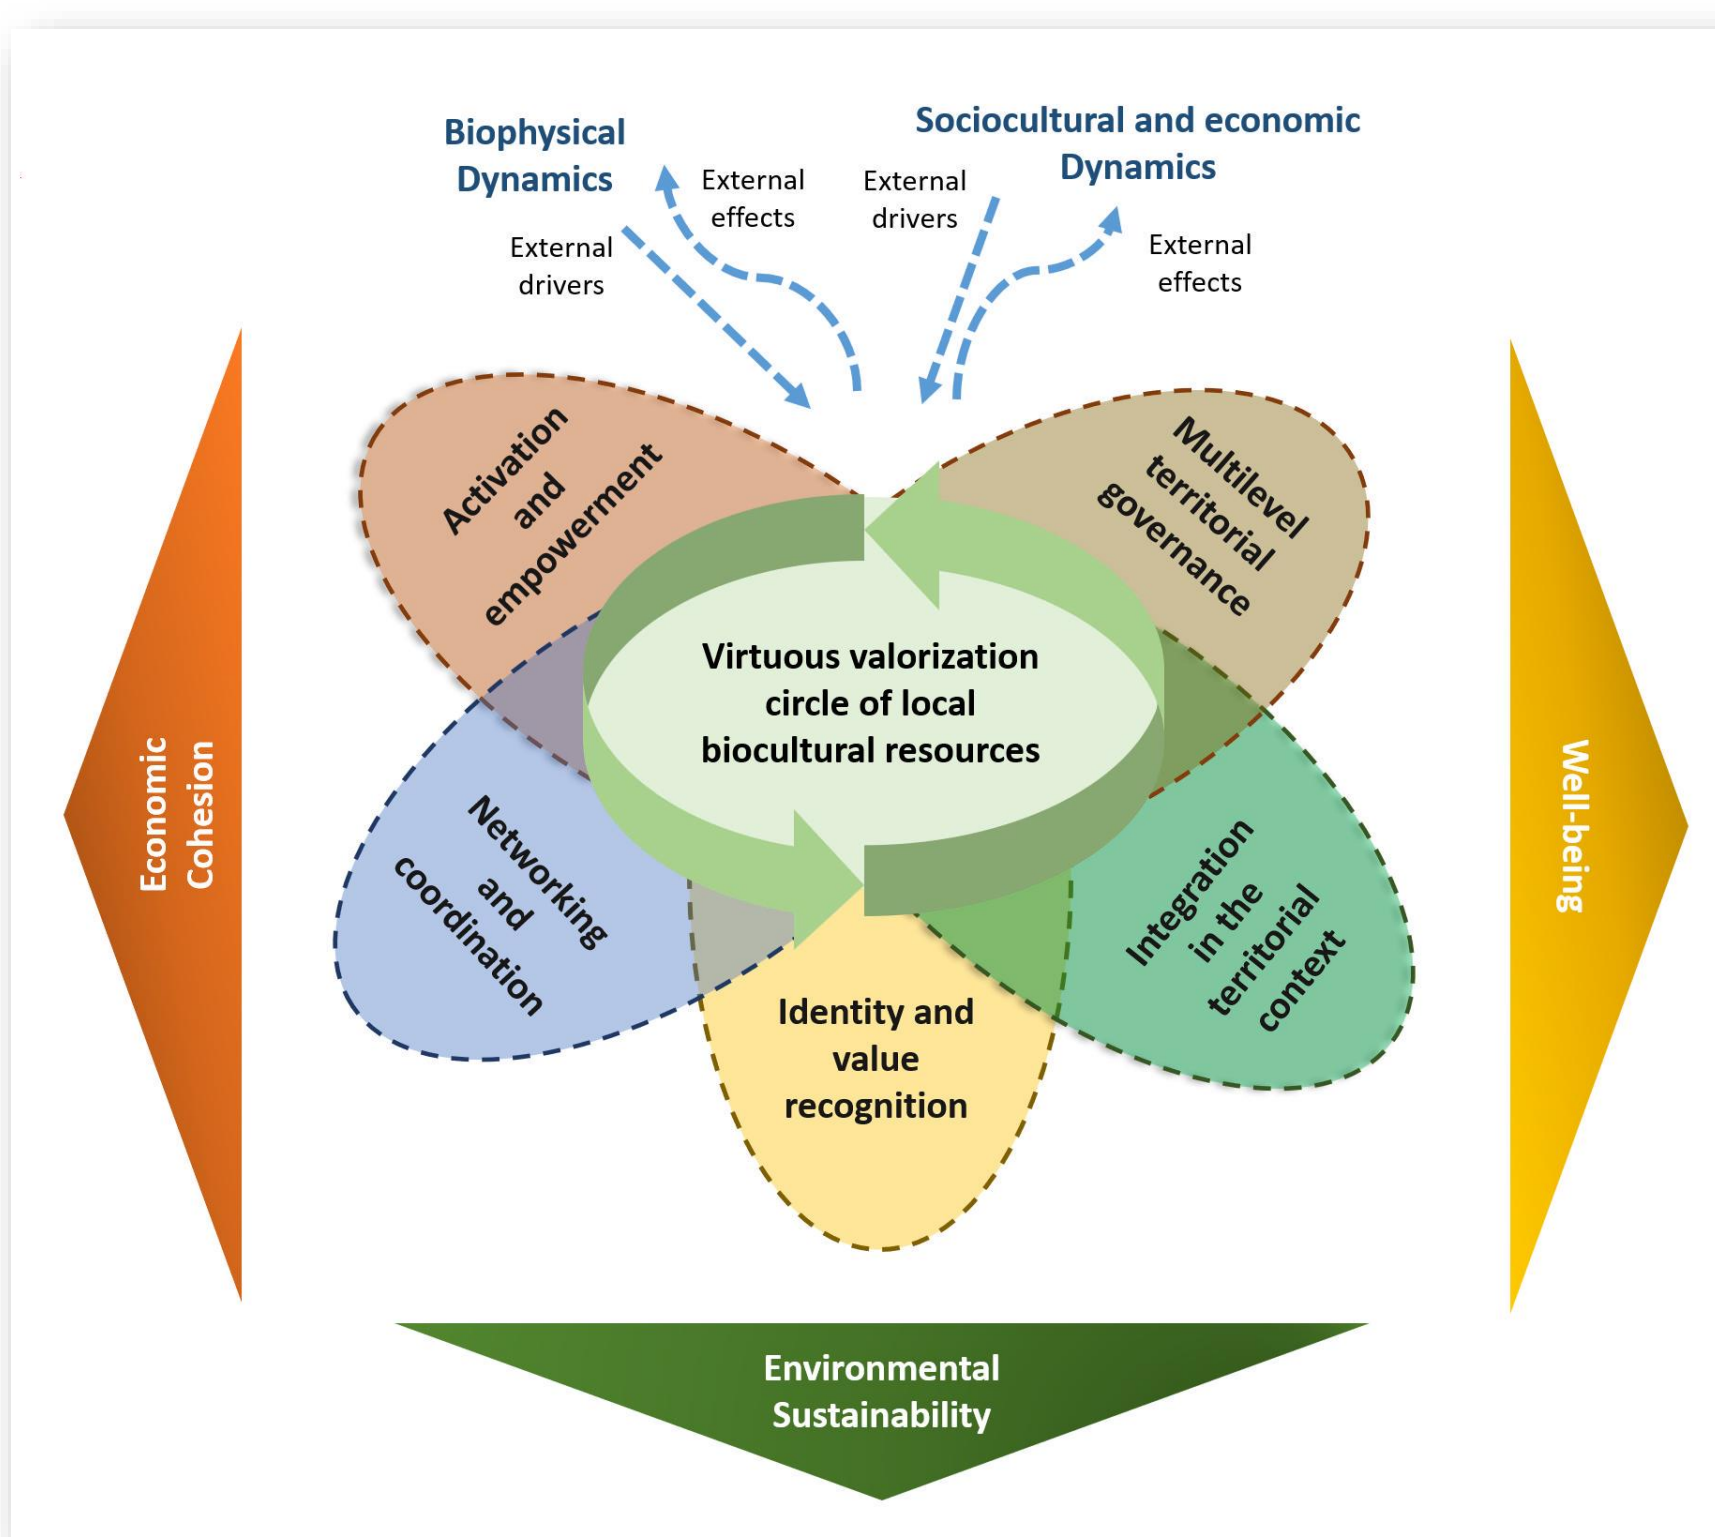 Biophysical
Dynamics
Sociocultural and economic
Dynamics
External
effects
External
drivers
External
drivers
External
effects
Activation
and
empowerment
Multilevel
territorial
governance
Virtuous valorization
circle of local
biocultural resources
Economic
Cohesion
Well-being
Networking
and
coordination
Integration
in the
territorial
context
Identity and
value
recognition
Environmental
Sustainability